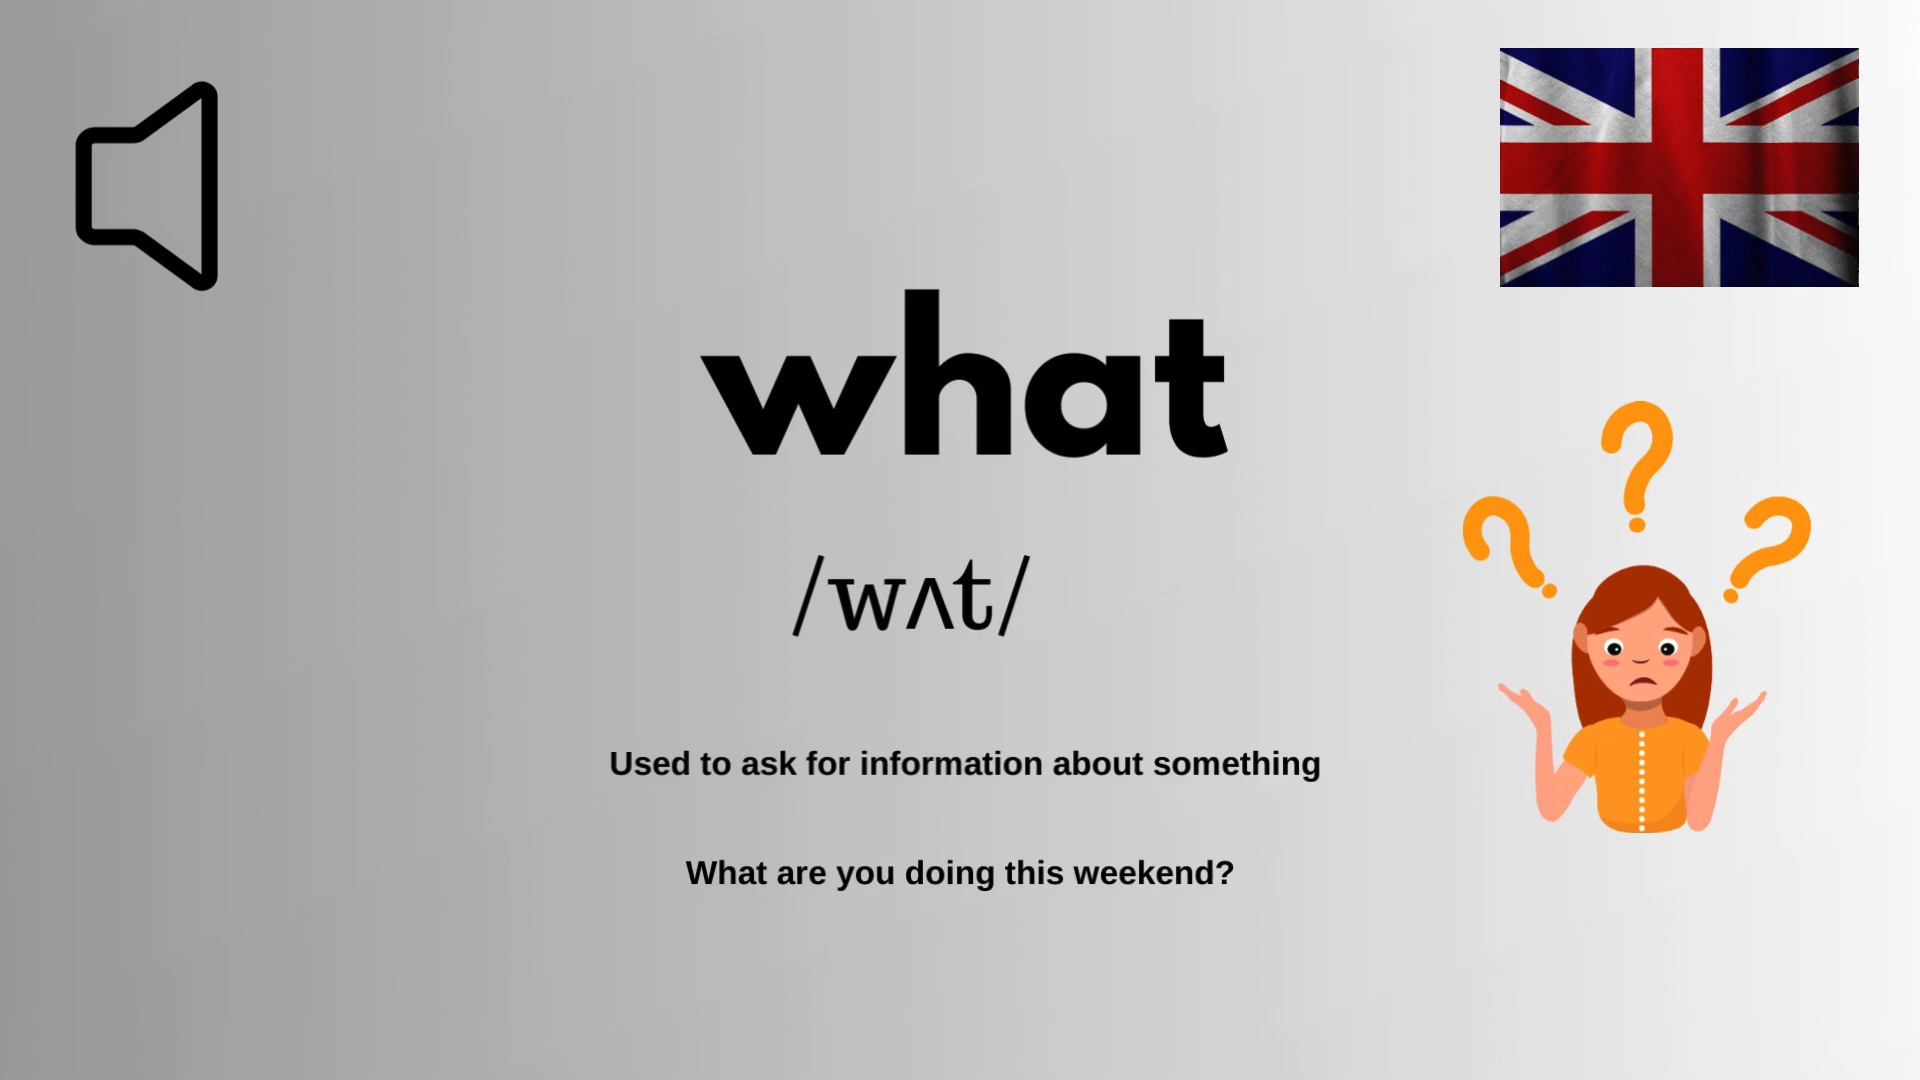 what
/wʌt/
Used to ask for information about something
What are you doing this weekend?